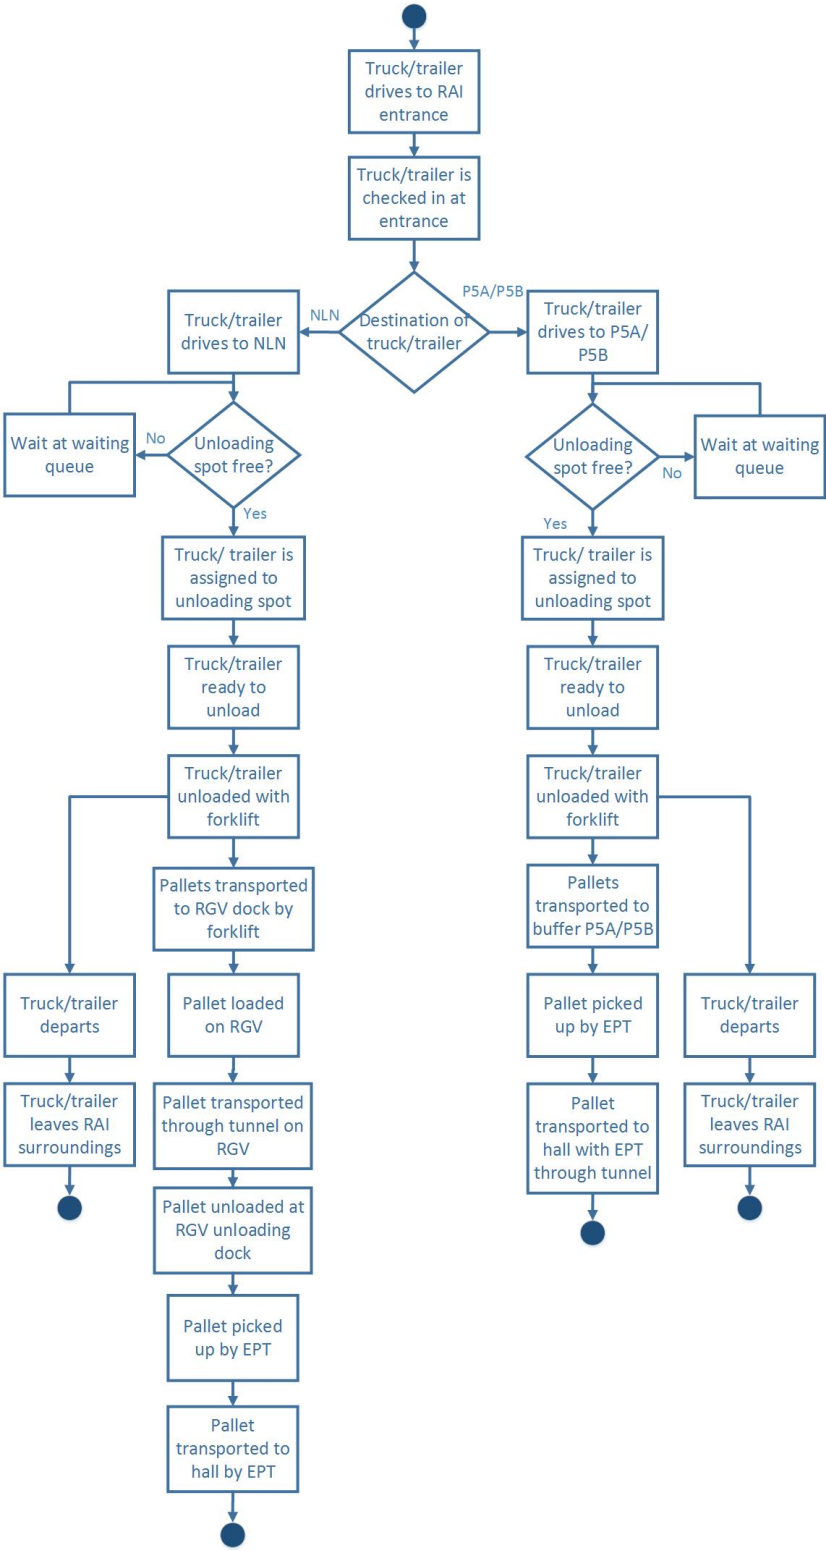 Truck/trailer
drives to RAI
entrance
Truck/trailer is
checked in at
entrance
Destination of
truck/trailer
NLN
P5A/P5B
Truck/trailer
drives to NLN
Truck/trailer
drives to P5A/
P5B
Wait at waiting
queue
No
Unloading
spot free?
Yes
Unloading
spot free?
No
Yes
Wait at waiting
queue
Truck/ trailer is
assigned to
unloading spot
Truck/ trailer is
assigned to
unloading spot
Truck/trailer
ready to
unload
Truck/trailer
ready to
unload
Truck/trailer
unloaded with
forklift
Truck/trailer
unloaded with
forklift
Pallets transported
to RGV dock by
forklift
Pallets
transported to
buffer P5A/P5B
Truck/trailer
departs
Pallet loaded
on RGV
Pallet picked
up by EPT
Truck/trailer
departs
Truck/trailer
leaves RAI
surroundings
Pallet transported
through tunnel on
RGV
Pallet
transported to
hall with EPT
through tunnel
Truck/trailer
leaves RAI
surroundings
Pallet unloaded at
RGV unloading
dock
Pallet picked
up by EPT
Pallet
transported to
hall by EPT